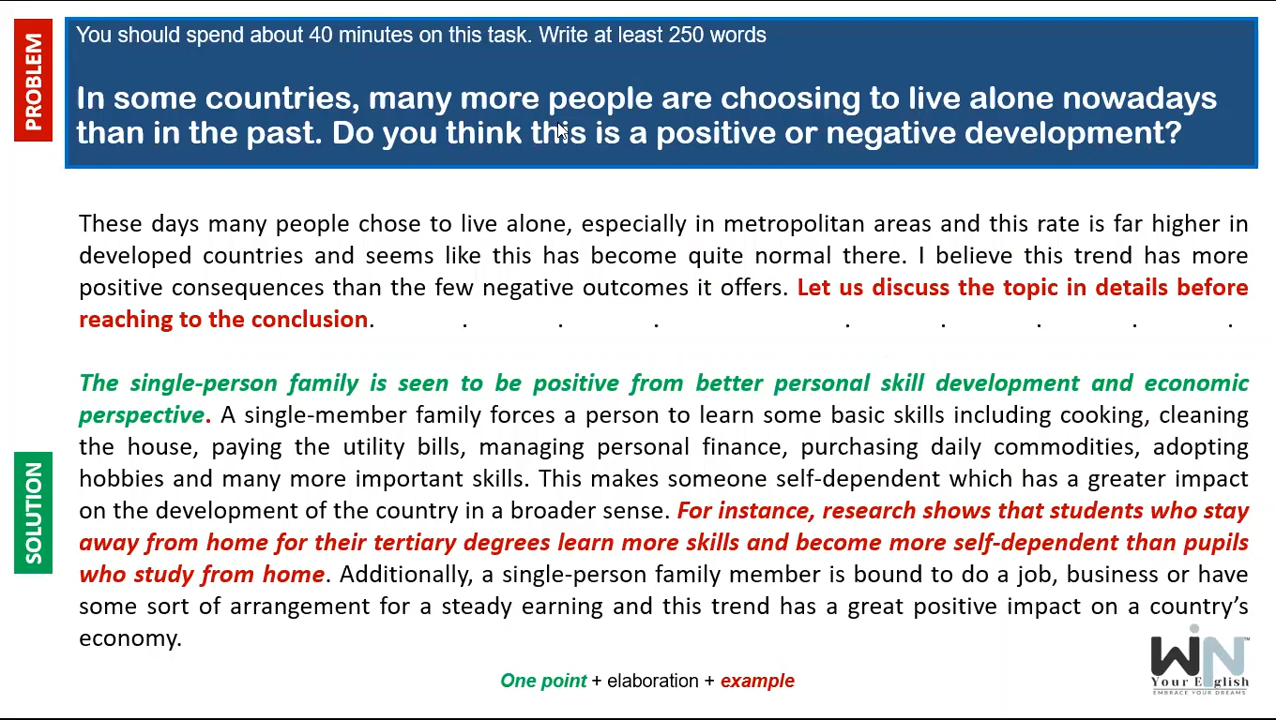 PROBLEM
You should spend about 40 minutes on this task. Write at least 250 words
In some countries, many more people are choosing to live alone nowadays
than in the past. Do you think this is a positive or negative development?
These days many people chose to live alone, especially in metropolitan areas and this rate is far higher in
developed countries and seems like this has become quite normal there. I believe this trend has more
positive consequences than the few negative outcomes it offers. Let us discuss the topic in details before
reaching to the conclusion. . . . . . . . .
The single-person family is seen to be positive from better personal skill development and economic
perspective. A single-member family forces a person to learn some basic skills including cooking, cleaning
the house, paying the utility bills, managing personal finance, purchasing daily commodities, adopting
hobbies and many more important skills. This makes someone self-dependent which has a greater impact
on the development of the country in a broader sense. For instance, research shows that students who stay
away from home for their tertiary degrees learn more skills and become more self-dependent than pupils
who study from home. Additionally, a single-person family member is bound to do a job, business or have
some sort of arrangement for a steady earning and this trend has a great positive impact on a country's
economy.
SOLUTION
One point + elaboration + example
WiN™
Your English
EMBRACE YOUR DREAMS